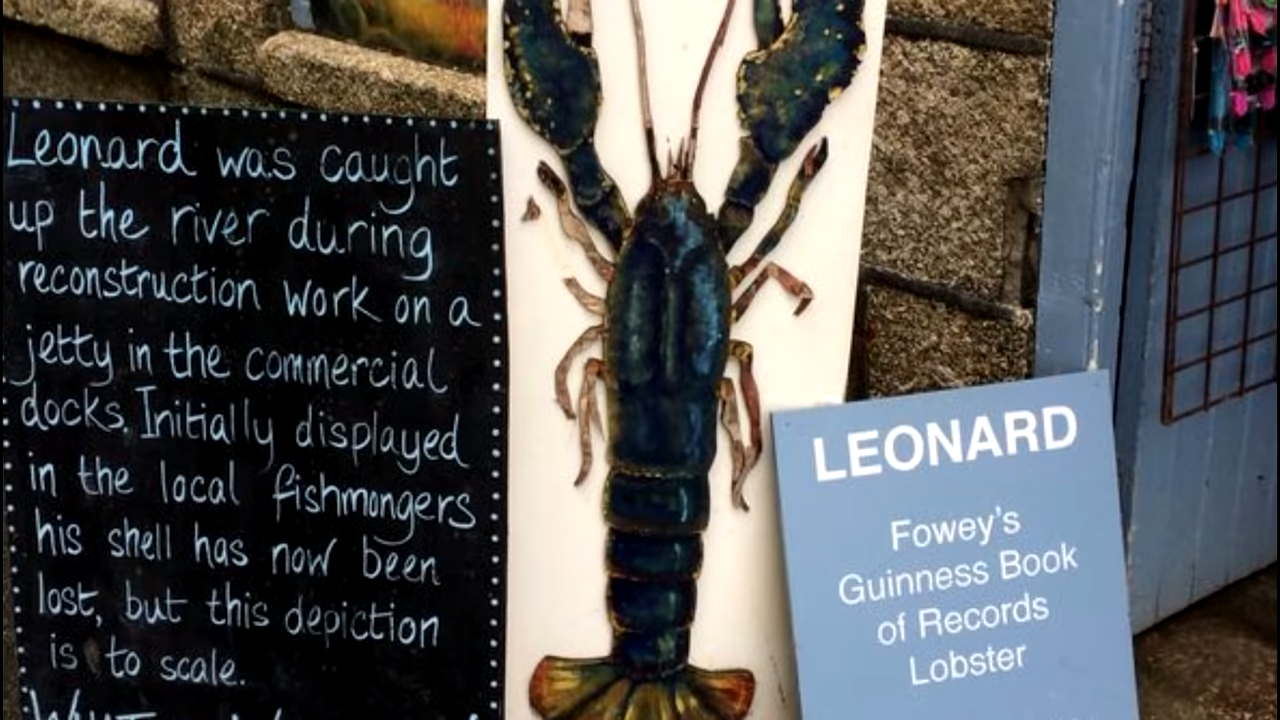 Leonard was caught
up the river during
reconstruction work on a
jetty in the commercial
docks. Initially displayed
in the local fishmongers
his shell has now been
lost, but this depiction
is to scale.
LEONARD
Fowey's
Guinness Book
of Records
Lobster